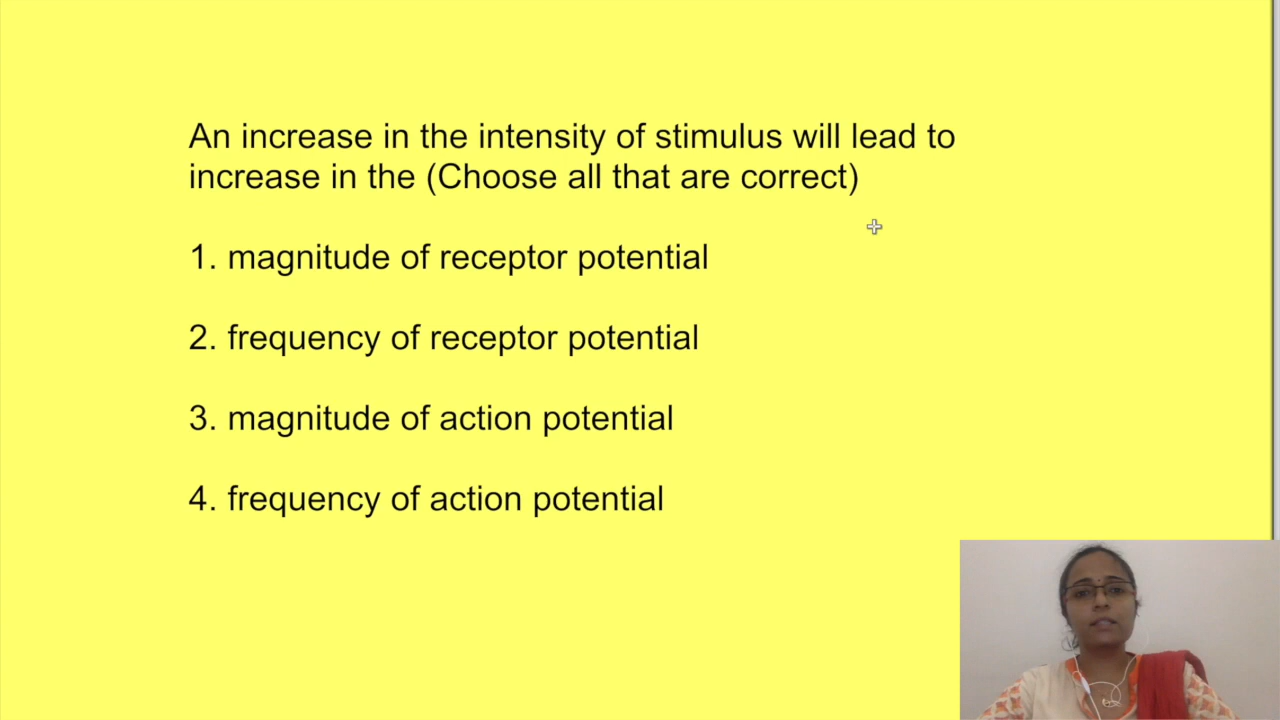 An increase in the intensity of stimulus will lead to
increase in the (Choose all that are correct)
1. magnitude of receptor potential
2. frequency of receptor potential
3. magnitude of action potential
4. frequency of action potential